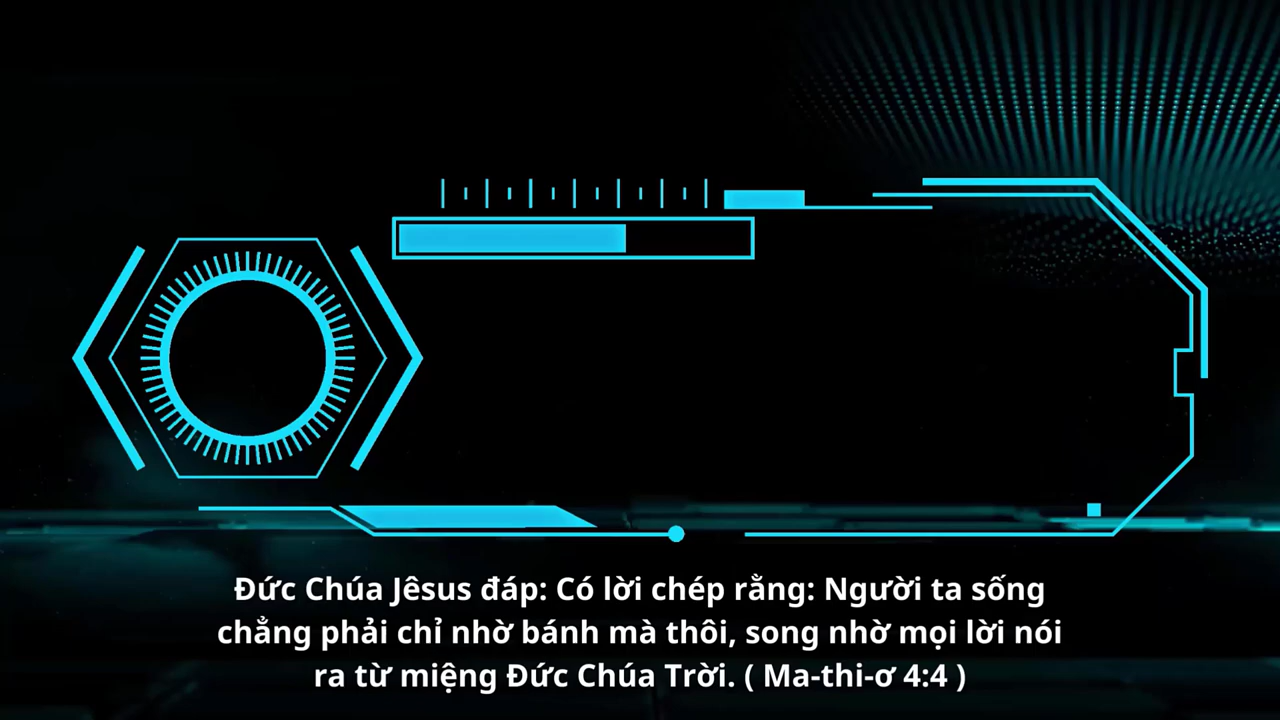 Đức Chúa Jêsus đáp: Có lời chép rằng: Người ta sống
chẳng phải chỉ nhờ bánh mà thôi, song nhờ mọi lời nói
ra từ miệng Đức Chúa Trời. ( Ma-thi-ơ 4:4 )